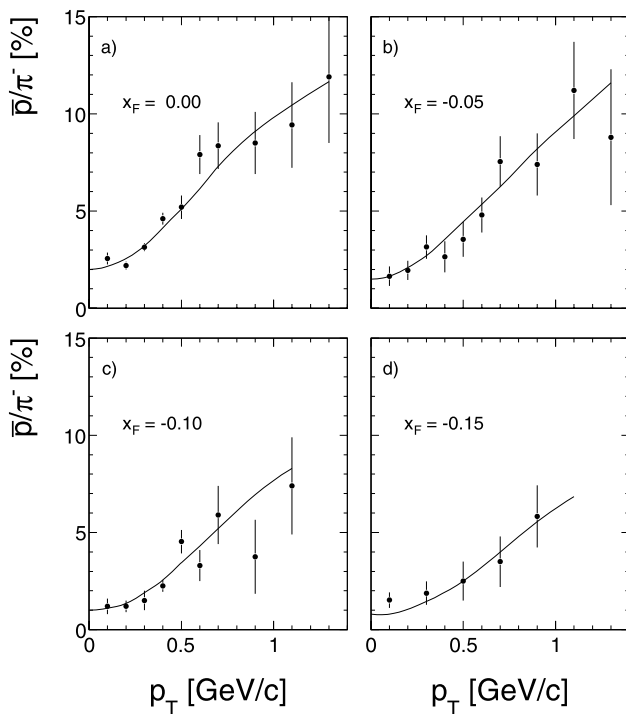 p̅/π⁻ [%]
15
10
5
0
a)
x_F = 0.00
b)
x_F = -0.05
p̅/π⁻ [%]
15
10
5
0
c)
x_F = -0.10
d)
x_F = -0.15
0 0.5 1
0.5 1
p_T [GeV/c]
p_T [GeV/c]